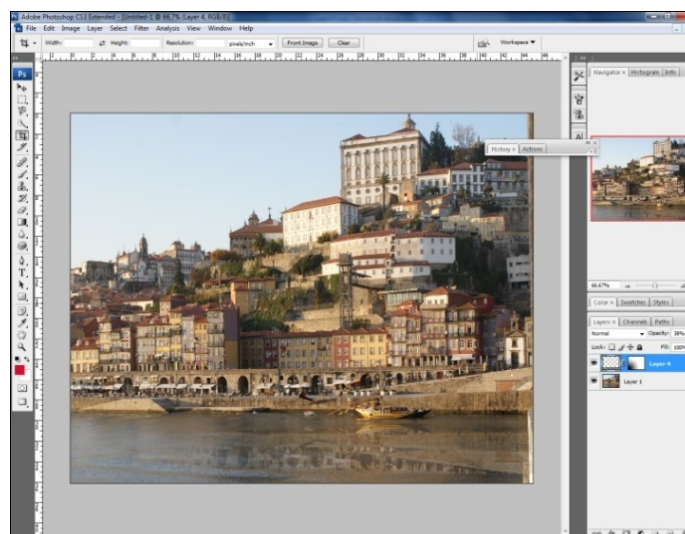 Adobe Photoshop CS3 Extended - [Untitled-1 @ 66,7% (Layer 4, RGB/8)]
File Edit Image Layer Select Filter Analysis View Window Help
Width: Height: Resolution: pixels/inch Front Image Clear Workspace
Ps
Navigator × Histogram Info
History × Actions
66.67%
Color × Swatches Styles
Layers × Channels Paths
Normal Opacity: 38%
Lock: Fill: 100%
Layer 4
Layer 1